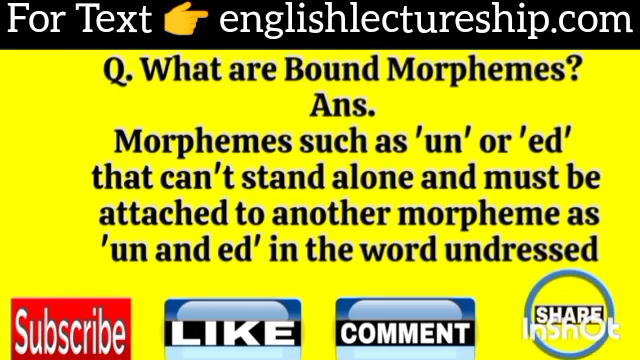 For Text 👉 englishlectureship.com
Q. What are Bound Morphemes?
Ans.
Morphemes such as 'un' or 'ed'
that can't stand alone and must be
attached to another morpheme as
'un and ed' in the word undressed
Subscribe
LIKE
COMMENT
SHARE
InShOt